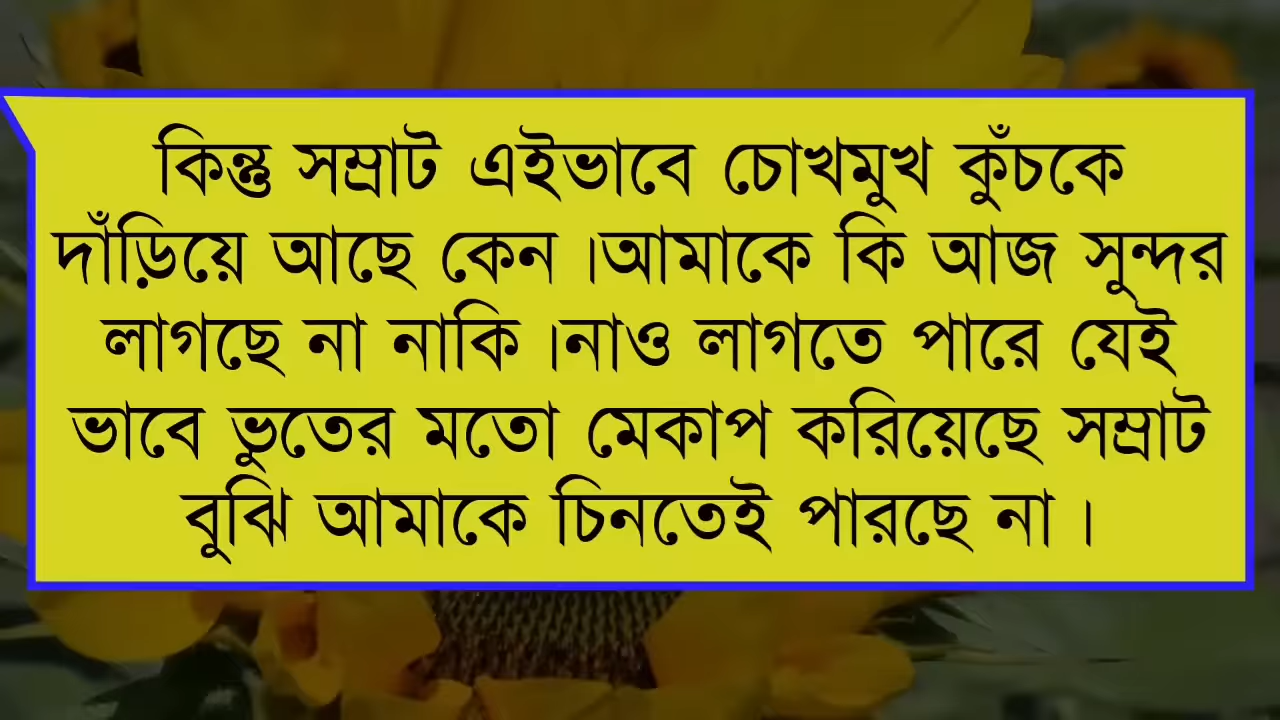 কিন্তু সম্রাট এইভাবে চোখমুখ কুঁচকে
দাঁড়িয়ে আছে কেন ।আমাকে কি আজ সুন্দর
লাগছে না নাকি ।নাও লাগতে পারে যেই
ভাবে ভুতের মতো মেকাপ করিয়েছে সম্রাট
বুঝি আমাকে চিনতেই পারছে না ।